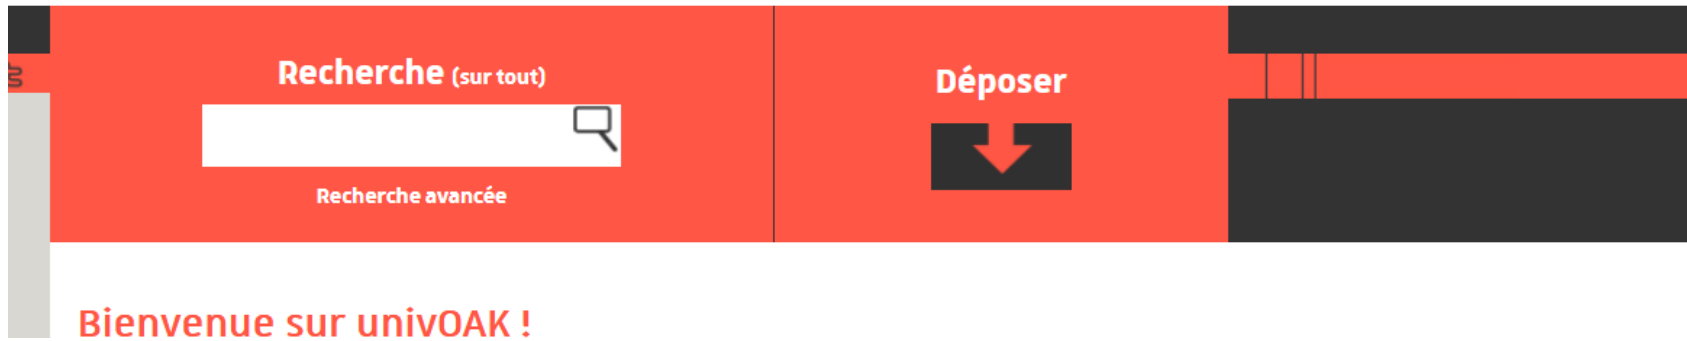 Recherche (sur tout)
Recherche avancée
Déposer
Bienvenue sur univOAK !